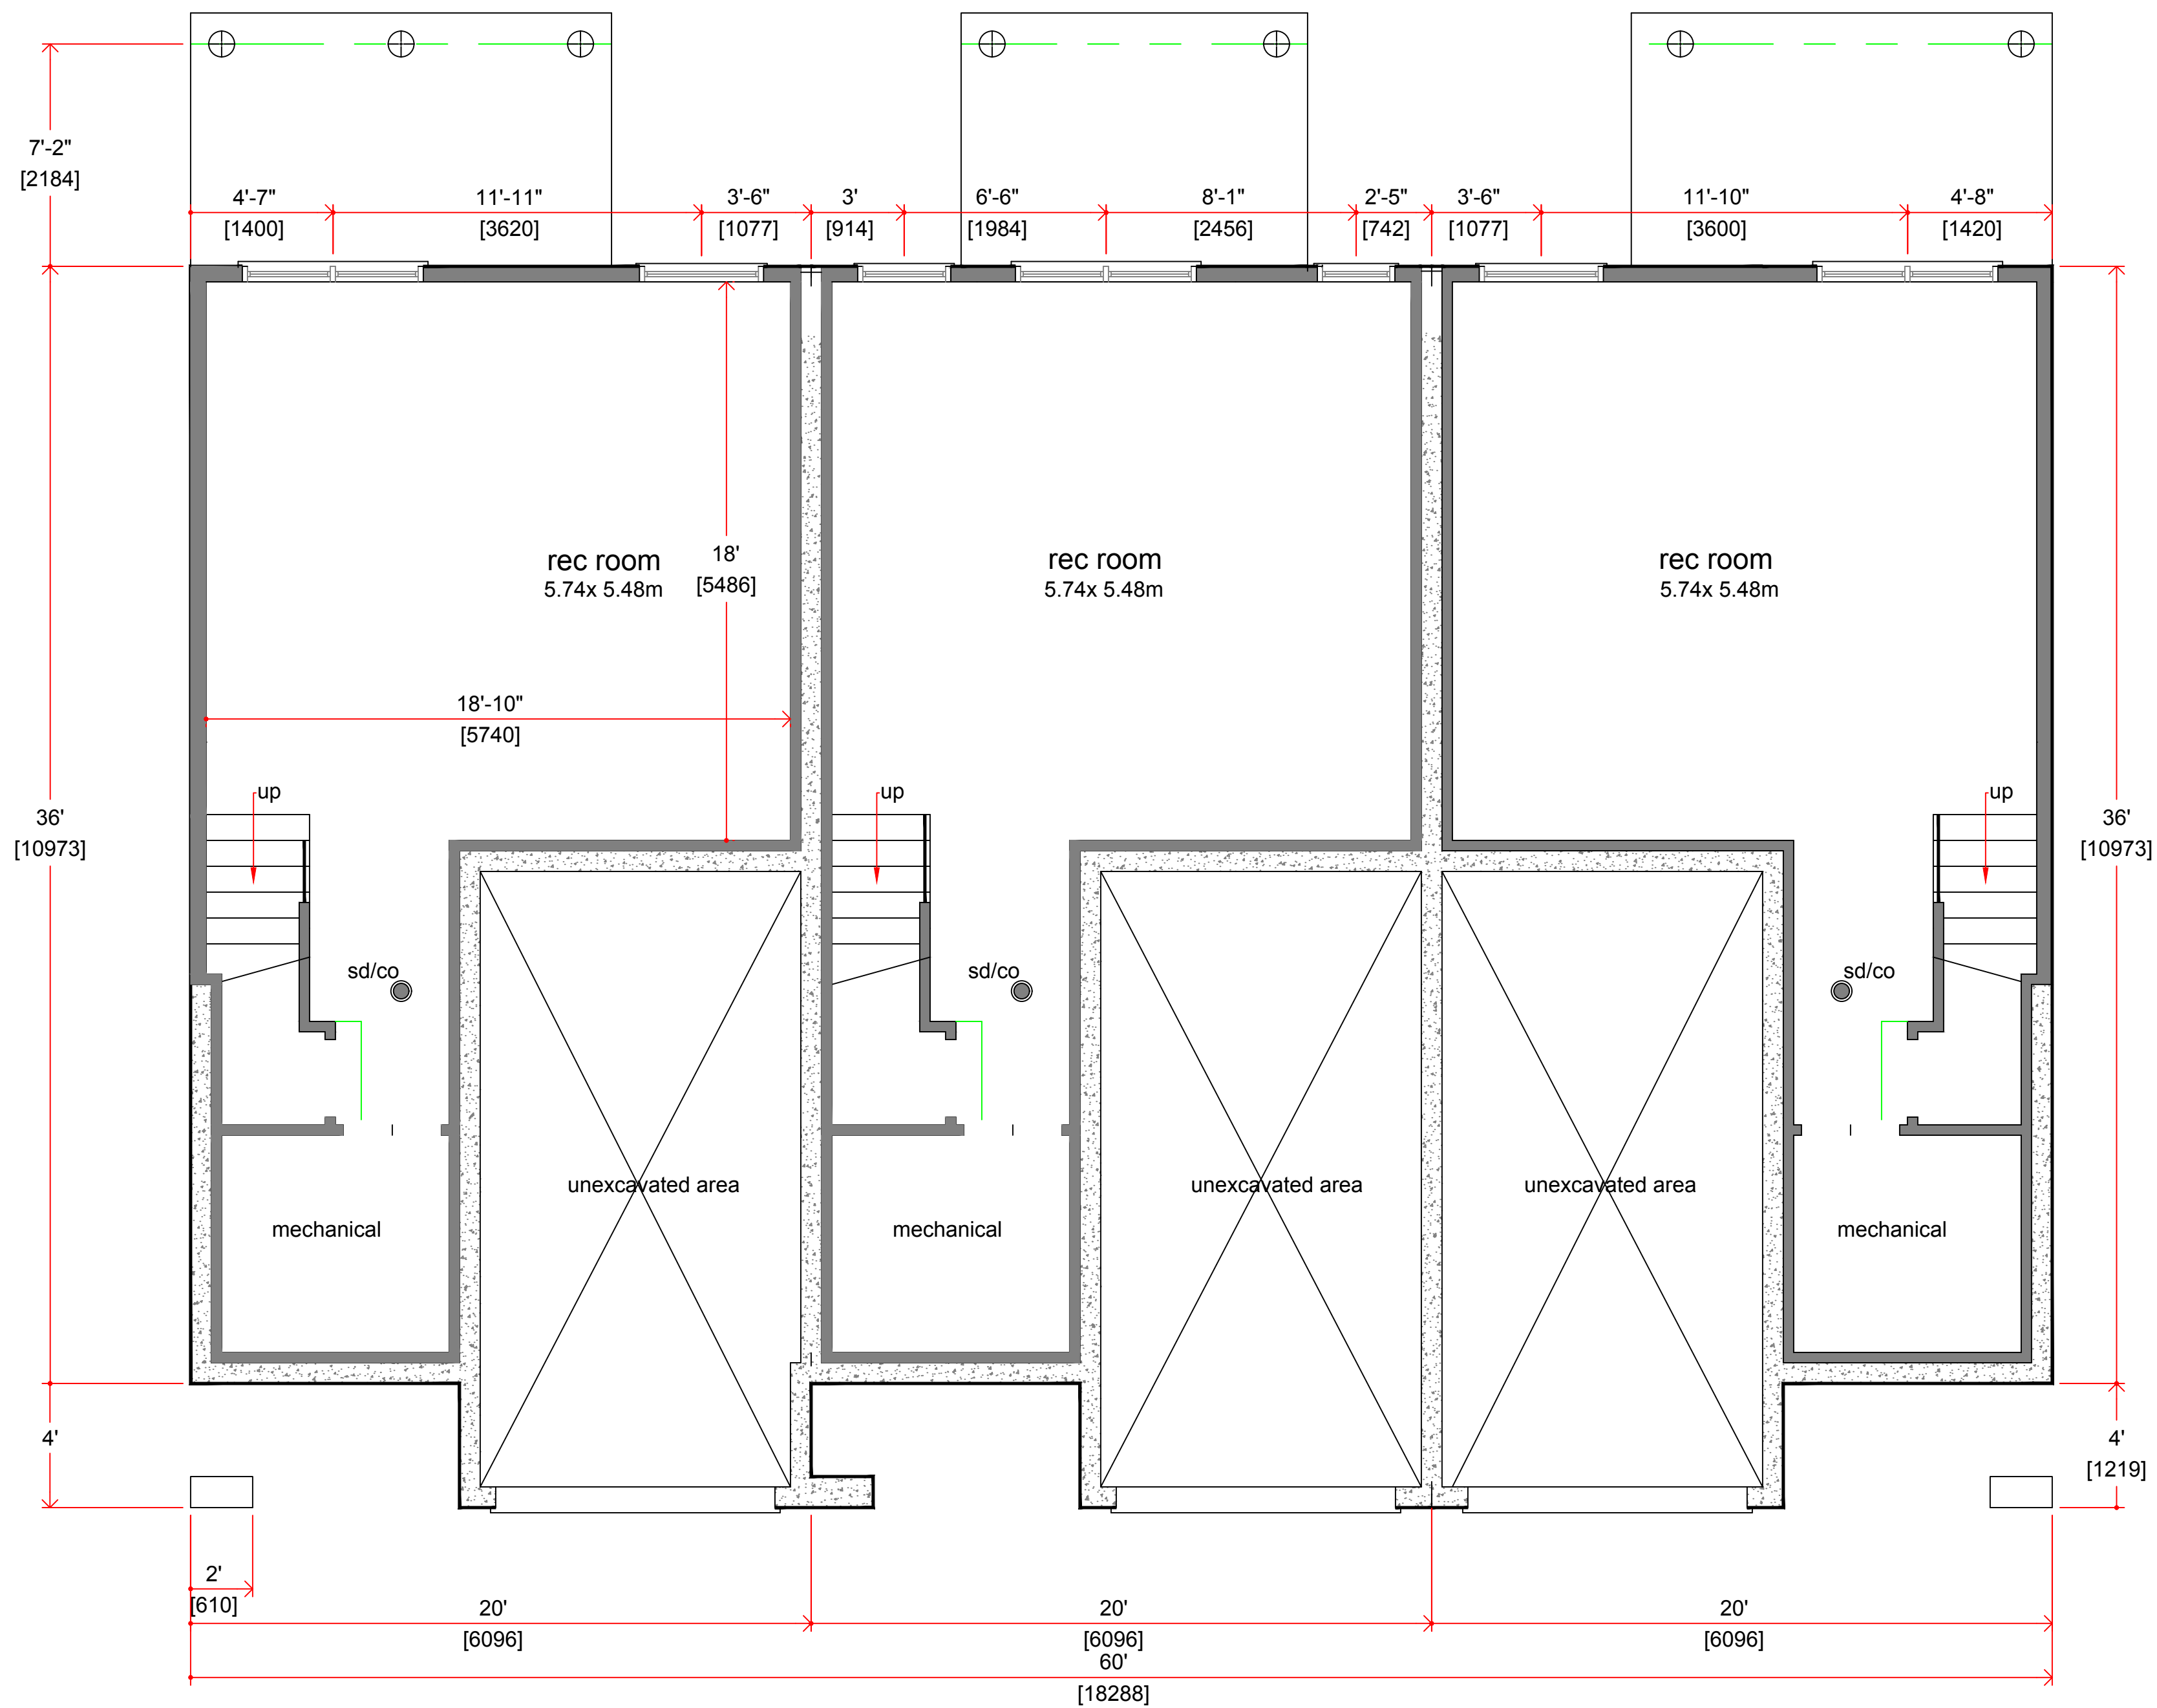 7'-2"
[2184]
4'-7"
[1400]
11'-11"
[3620]
3'-6"
[1077]
3'
[914]
6'-6"
[1984]
8'-1"
[2456]
2'-5"
[742]
3'-6"
[1077]
11'-10"
[3600]
4'-8"
[1420]
rec room
5.74x 5.48m
18'
[5486]
rec room
5.74x 5.48m
rec room
5.74x 5.48m
18'-10"
[5740]
up
up
up
36'
[10973]
36'
[10973]
sd/co
sd/co
sd/co
unexcavated area
unexcavated area
unexcavated area
mechanical
mechanical
mechanical
4'
4'
[1219]
2'
[610]
20'
[6096]
20'
[6096]
20'
[6096]
60'
[18288]